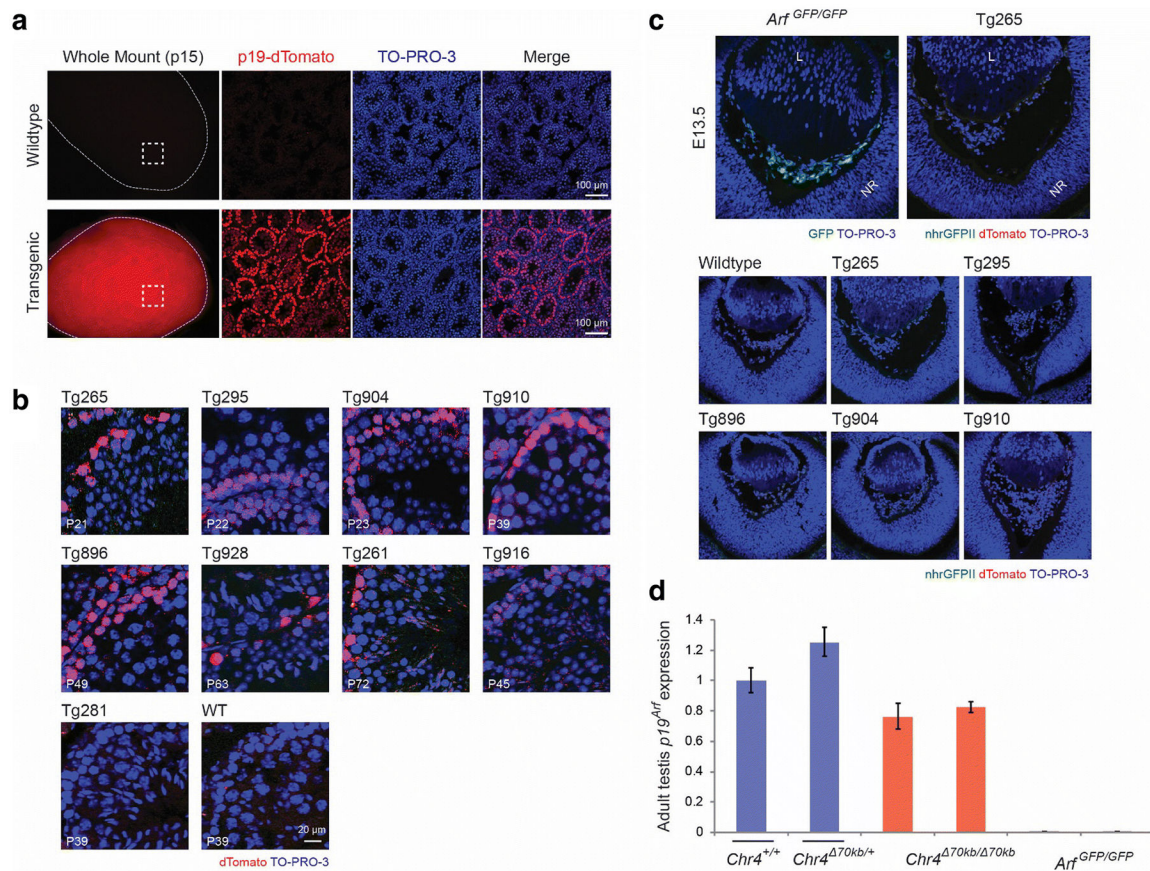 a
Whole Mount (p15)
p19-dTomato
TO-PRO-3
Merge
Wildtype
100 µm
Transgenic
100 µm
b
Tg265
Tg295
Tg904
Tg910
P21
P22
P23
P39
Tg896
Tg928
Tg261
Tg916
P49
P63
P72
P45
Tg281
WT
P39
P39
20 µm
dTomato TO-PRO-3
c
Arf GFP/GFP
Tg265
E13.5
L
L
NR
NR
GFP TO-PRO-3
nhrGFPII dTomato TO-PRO-3
Wildtype
Tg265
Tg295
Tg896
Tg904
Tg910
nhrGFPII dTomato TO-PRO-3
d
Adult testis p19Arf expression
1.4
1.2
1
0.8
0.6
0.4
0.2
0
Chr4+/+
Chr4Δ70kb/+
Chr4Δ70kb/Δ70kb
Arf GFP/GFP